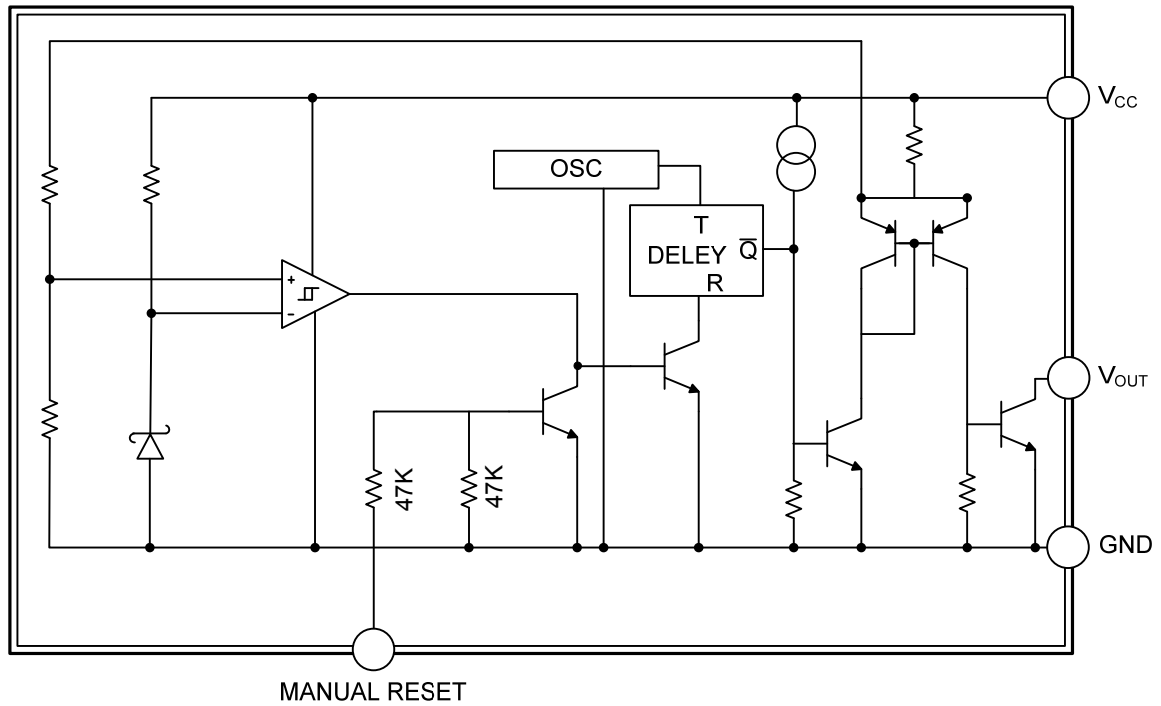 VCC
OSC
T
DELEY Q̅
R
+
-
VOUT
47K
47K
GND
MANUAL RESET